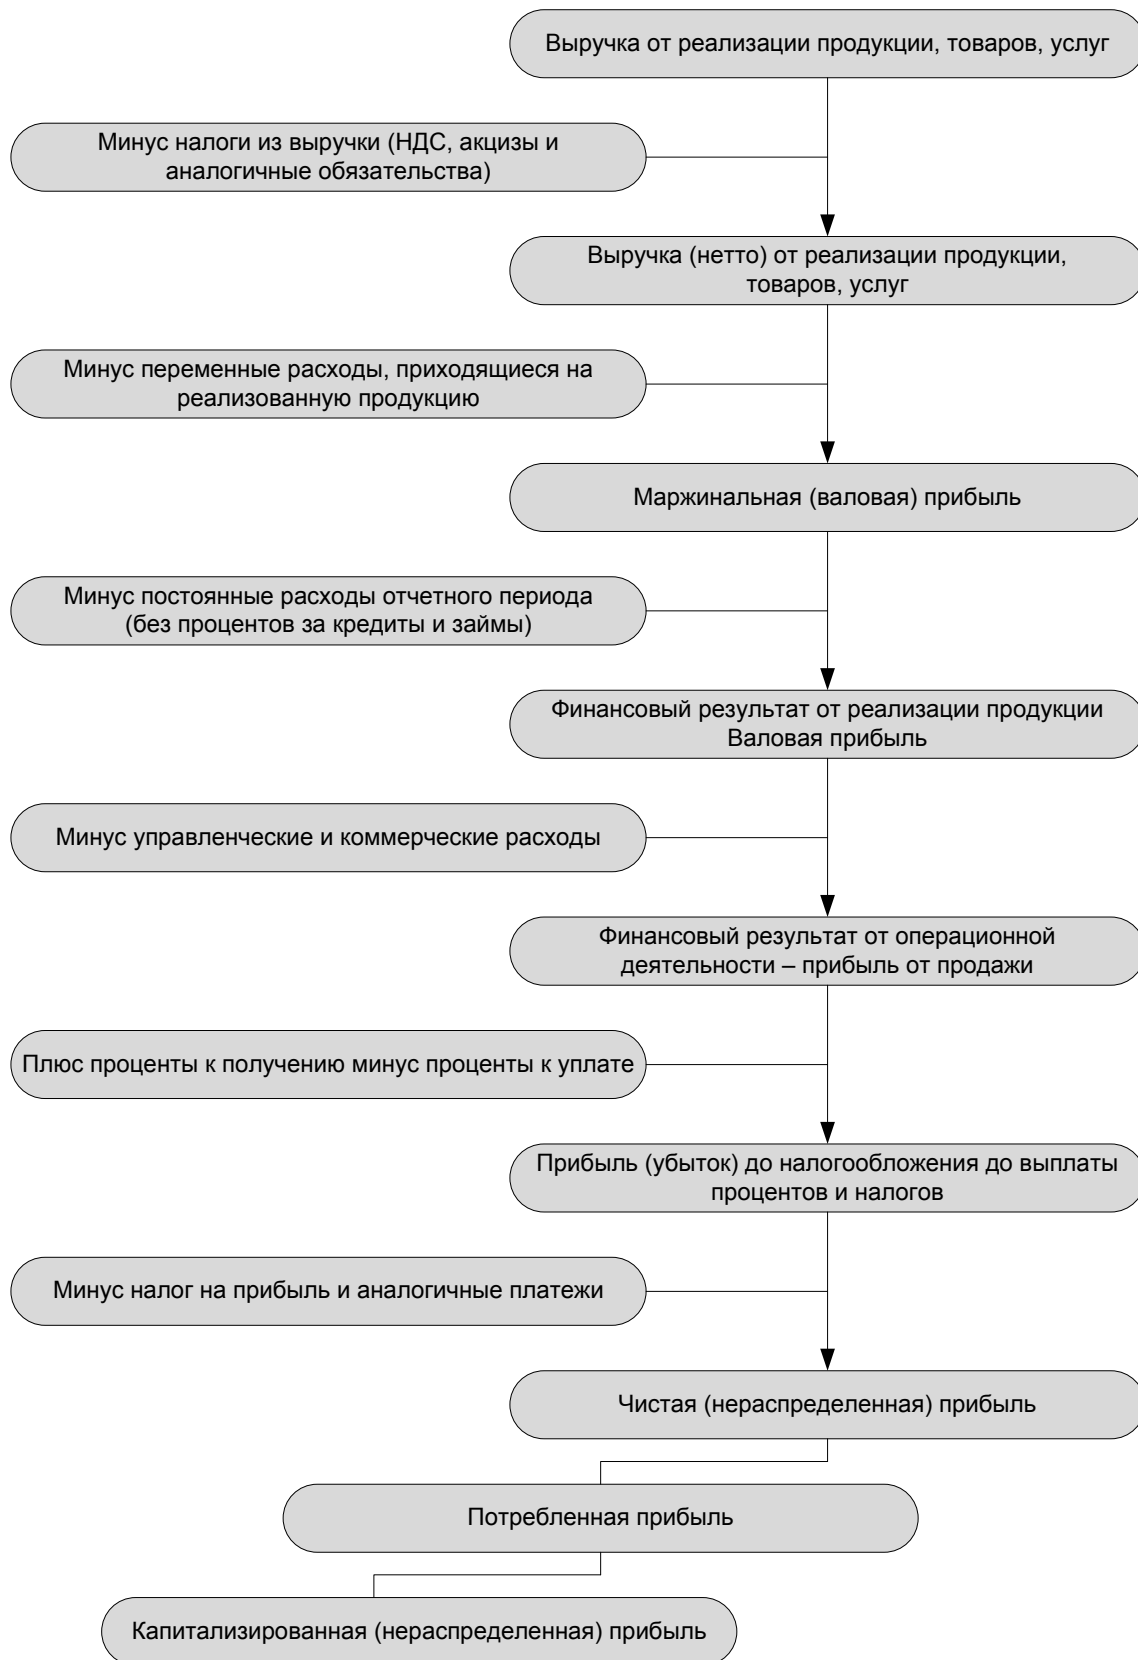 Выручка от реализации продукции, товаров, услуг
Минус налоги из выручки (НДС, акцизы и
аналогичные обязательства)
Выручка (нетто) от реализации продукции,
товаров, услуг
Минус переменные расходы, приходящиеся на
реализованную продукцию
Маржинальная (валовая) прибыль
Минус постоянные расходы отчетного периода
(без процентов за кредиты и займы)
Финансовый результат от реализации продукции
Валовая прибыль
Минус управленческие и коммерческие расходы
Финансовый результат от операционной
деятельности – прибыль от продажи
Плюс проценты к получению минус проценты к уплате
Прибыль (убыток) до налогообложения до выплаты
процентов и налогов
Минус налог на прибыль и аналогичные платежи
Чистая (нераспределенная) прибыль
Потребленная прибыль
Капитализированная (нераспределенная) прибыль